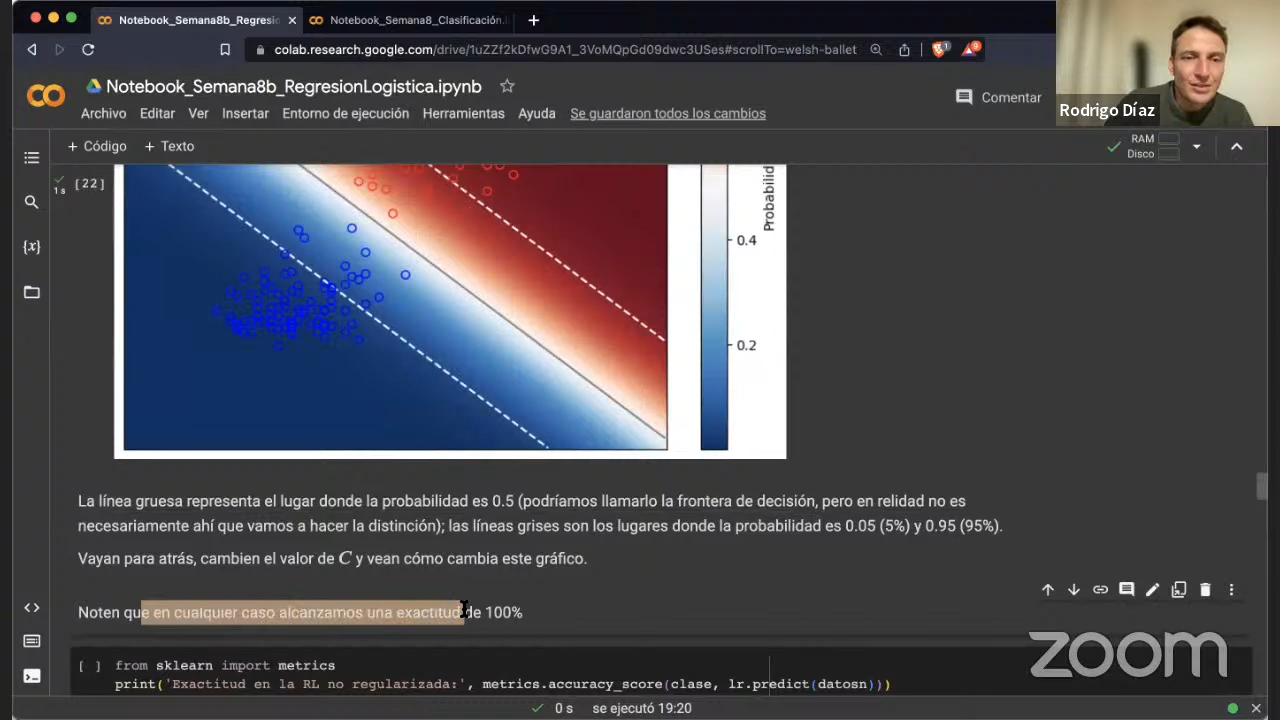 Notebook_Semana8b_Regresi
Notebook_Semana8_Clasificación.i
colab.research.google.com/drive/1uZZf2kDfwG9A1_3VoMQpGd09dwc3USes#scrollTo=welsh-ballet
1
9
Notebook_Semana8b_RegresionLogistica.ipynb
Comentar
Rodrigo Díaz
Archivo Editar Ver Insertar Entorno de ejecución Herramientas Ayuda Se guardaron todos los cambios
+ Código + Texto
RAM
Disco
1 s
[22]
Probabilid
0.4
0.2
La línea gruesa representa el lugar donde la probabilidad es 0.5 (podríamos llamarlo la frontera de decisión, pero en relidad no es
necesariamente ahí que vamos a hacer la distinción); las líneas grises son los lugares donde la probabilidad es 0.05 (5%) y 0.95 (95%).
Vayan para atrás, cambien el valor de C y vean cómo cambia este gráfico.
Noten que en cualquier caso alcanzamos una exactitud de 100%
[ ] from sklearn import metrics
print('Exactitud en la RL no regularizada:', metrics.accuracy_score(clase, lr.predict(datosn)))
zoom
0 s se ejecutó 19:20